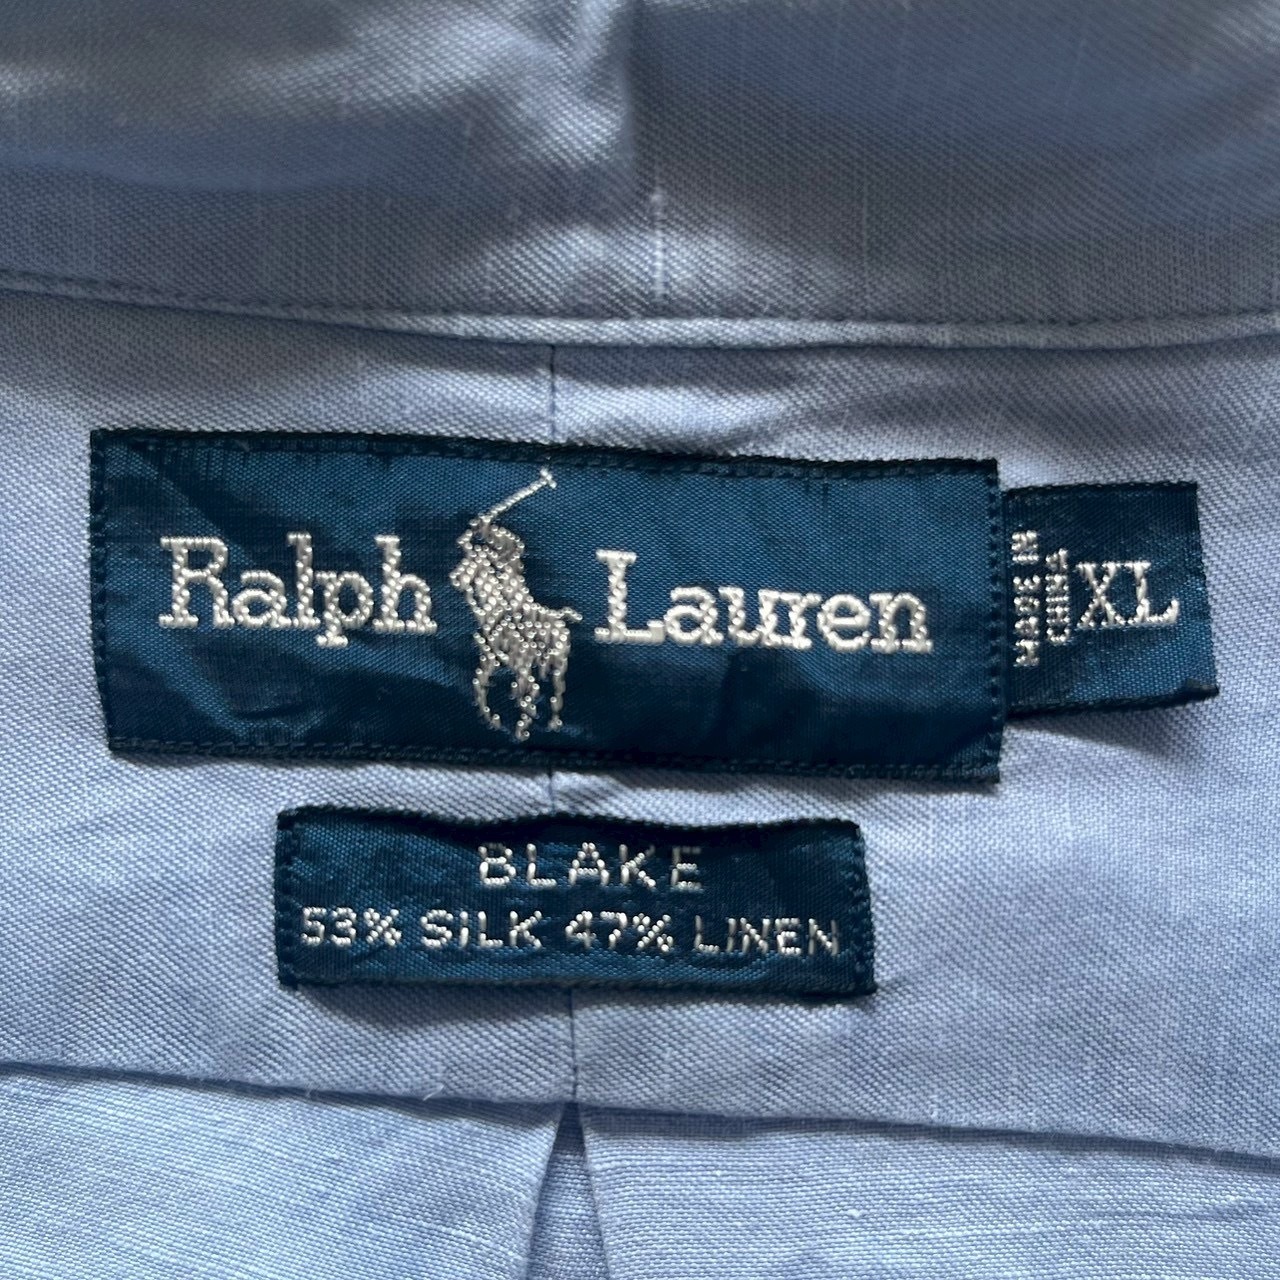 Ralph Lauren
MADE IN
CHINA
XL
BLAKE
53% SILK 47% LINEN